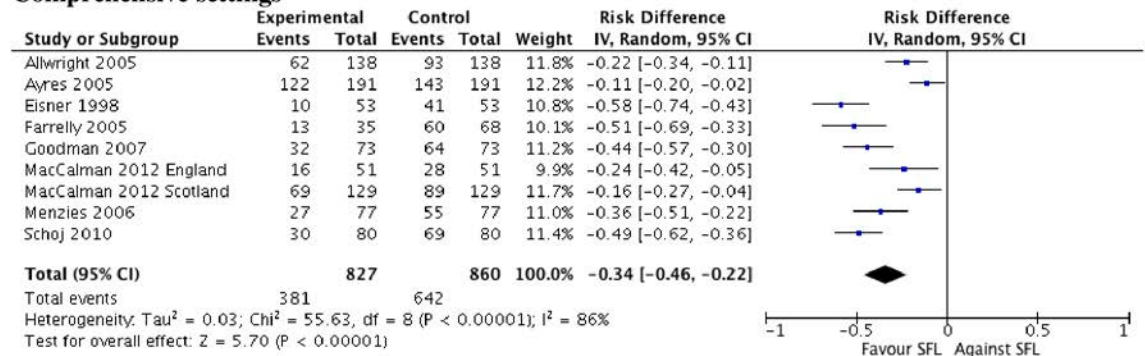 Comprehensive settings
Experimental Control Risk Difference Risk Difference
Study or Subgroup Events Total Events Total Weight IV, Random, 95% CI IV, Random, 95% CI
Allwright 2005 62 138 93 138 11.8% -0.22 [-0.34, -0.11]
Ayres 2005 122 191 143 191 12.2% -0.11 [-0.20, -0.02]
Eisner 1998 10 53 41 53 10.8% -0.58 [-0.74, -0.43]
Farrelly 2005 13 35 60 68 10.1% -0.51 [-0.69, -0.33]
Goodman 2007 32 73 64 73 11.2% -0.44 [-0.57, -0.30]
MacCalman 2012 England 16 51 28 51 9.9% -0.24 [-0.42, -0.05]
MacCalman 2012 Scotland 69 129 89 129 11.7% -0.16 [-0.27, -0.04]
Menzies 2006 27 77 55 77 11.0% -0.36 [-0.51, -0.22]
Schoj 2010 30 80 69 80 11.4% -0.49 [-0.62, -0.36]
Total (95% CI) 827 860 100.0% -0.34 [-0.46, -0.22]
Total events 381 642
Heterogeneity: Tau² = 0.03; Chi² = 55.63, df = 8 (P < 0.00001); I² = 86%
Test for overall effect: Z = 5.70 (P < 0.00001)
-1 -0.5 0 0.5 1
Favour SFL Against SFL